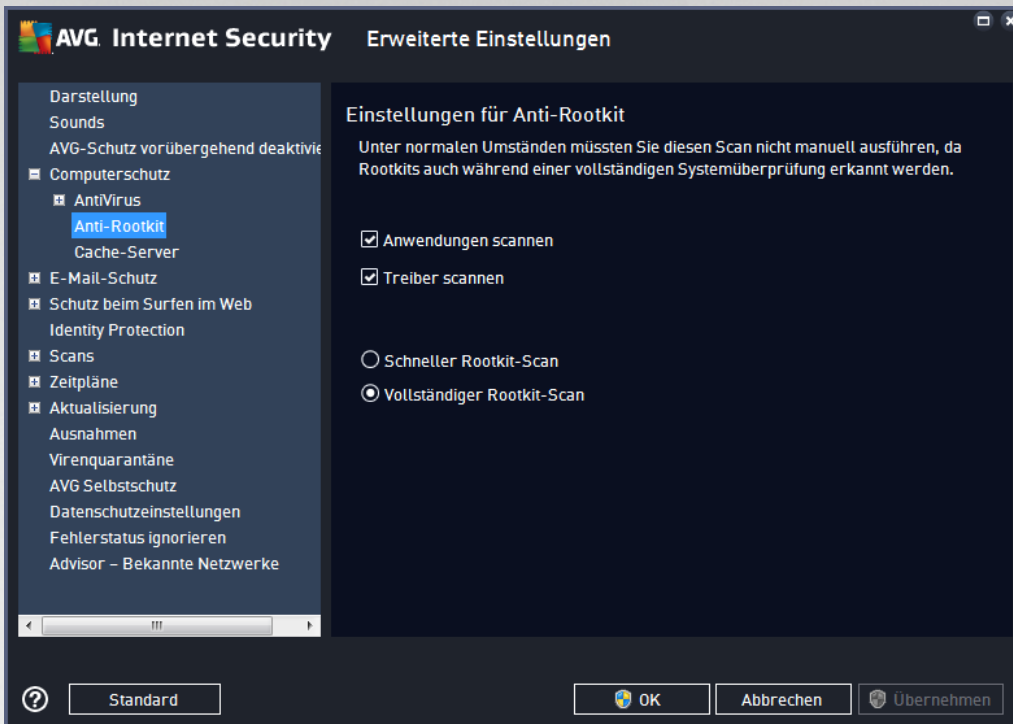 AVG Internet Security Erweiterte Einstellungen
Darstellung
Sounds
AVG-Schutz vorübergehend deaktivie
Computerschutz
AntiVirus
Anti-Rootkit
Cache-Server
E-Mail-Schutz
Schutz beim Surfen im Web
Identity Protection
Scans
Zeitpläne
Aktualisierung
Ausnahmen
Virenquarantäne
AVG Selbstschutz
Datenschutzeinstellungen
Fehlerstatus ignorieren
Advisor – Bekannte Netzwerke
Einstellungen für Anti-Rootkit
Unter normalen Umständen müssten Sie diesen Scan nicht manuell ausführen, da
Rootkits auch während einer vollständigen Systemüberprüfung erkannt werden.
Anwendungen scannen
Treiber scannen
Schneller Rootkit-Scan
Vollständiger Rootkit-Scan
? Standard OK Abbrechen Übernehmen